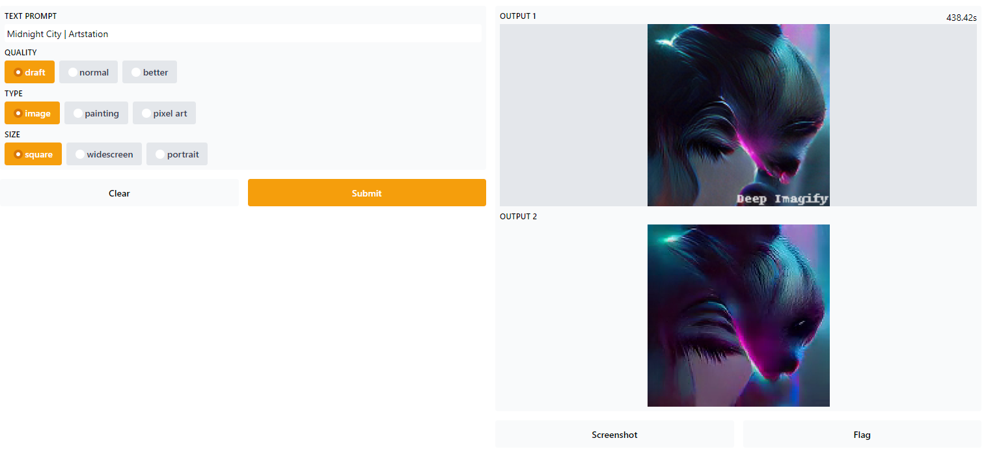 TEXT PROMPT
Midnight City | Artstation
QUALITY
draft normal better
TYPE
image painting pixel art
SIZE
square widescreen portrait
Clear Submit
OUTPUT 1 438.42s
Deep Imagify
OUTPUT 2
Screenshot Flag